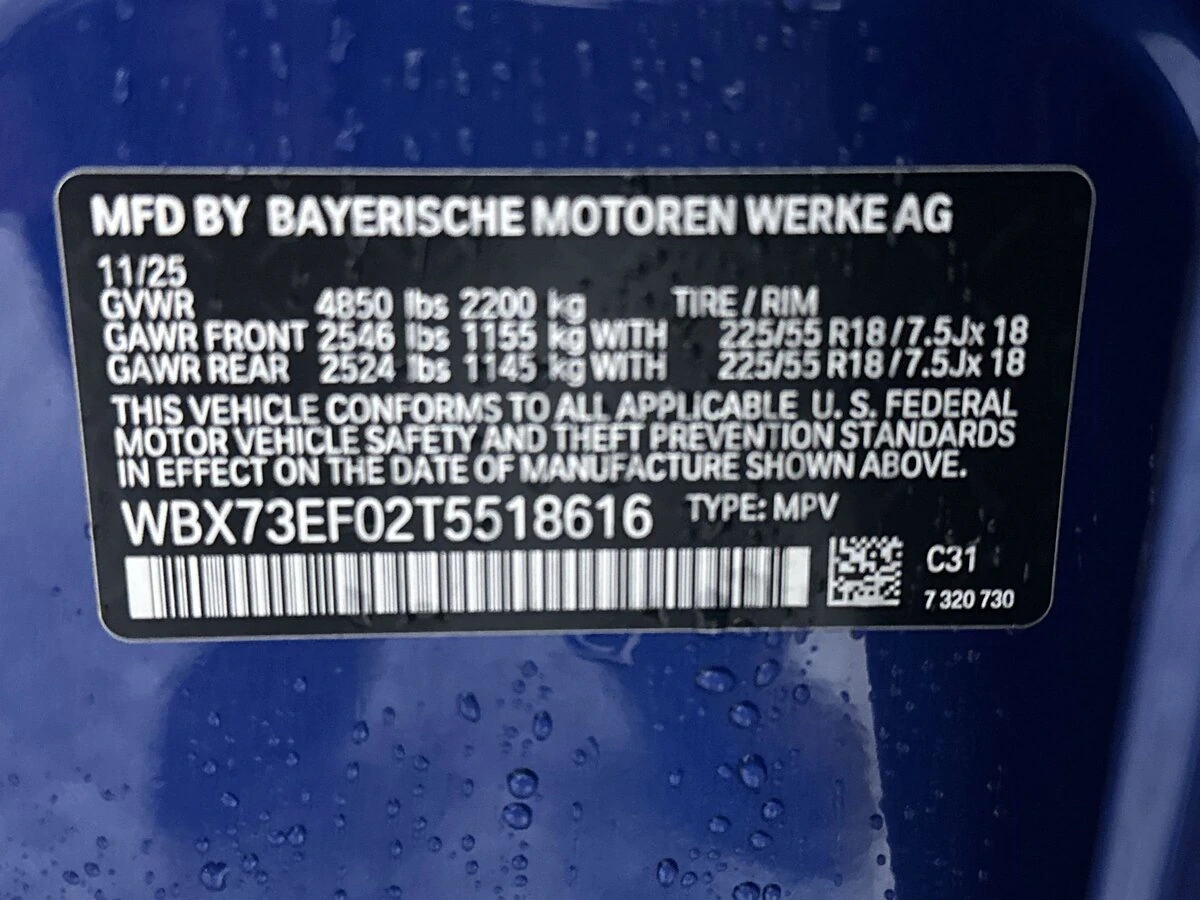 MFD BY BAYERISCHE MOTOREN WERKE AG
11/25
GVWR 4850 lbs 2200 kg TIRE / RIM
GAWR FRONT 2546 lbs 1155 kg WITH 225/55 R18 / 7.5Jx 18
GAWR REAR 2524 lbs 1145 kg WITH 225/55 R18 / 7.5Jx 18
THIS VEHICLE CONFORMS TO ALL APPLICABLE U. S. FEDERAL
MOTOR VEHICLE SAFETY AND THEFT PREVENTION STANDARDS
IN EFFECT ON THE DATE OF MANUFACTURE SHOWN ABOVE.
WBX73EF02T5518616 TYPE: MPV
C31
7 320 730